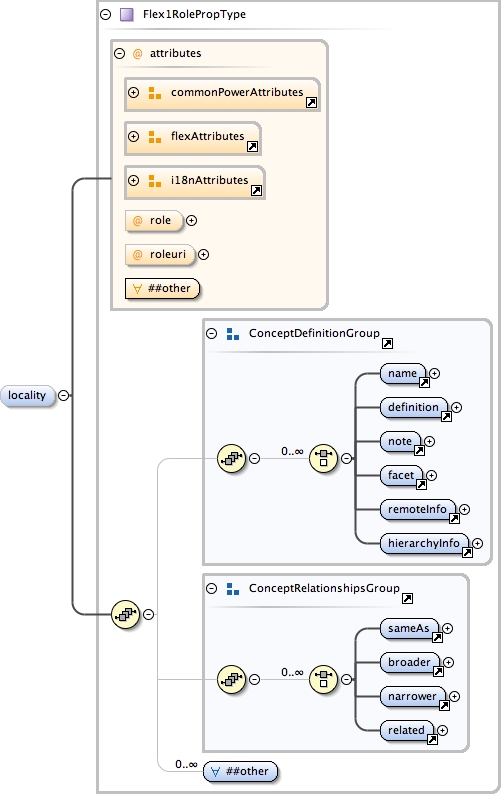 Flex1RolePropType
@ attributes
commonPowerAttributes
flexAttributes
i18nAttributes
@ role
@ roleuri
∀ ##other
locality
ConceptDefinitionGroup
name
definition
note
0..∞
facet
remoteInfo
hierarchyInfo
ConceptRelationshipsGroup
sameAs
broader
0..∞
narrower
related
0..∞
∀ ##other